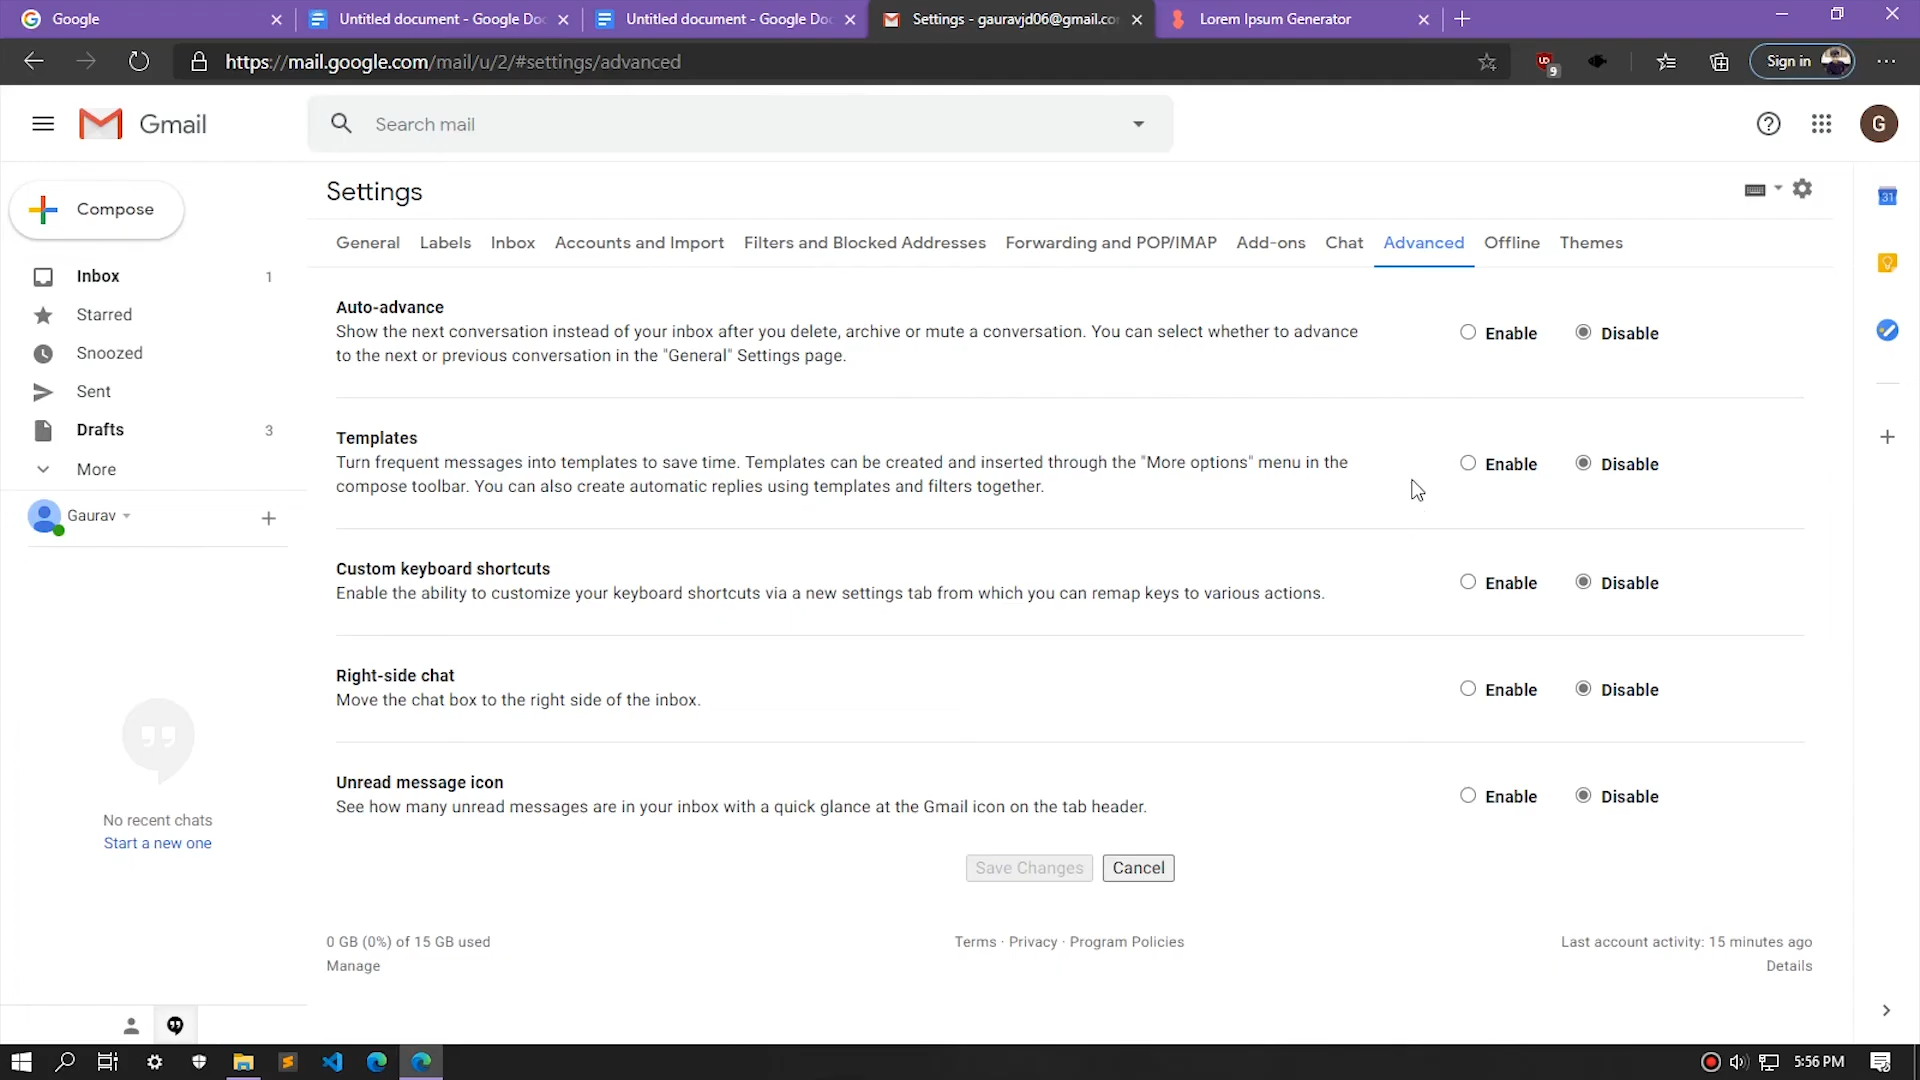 Google
Untitled document - Google Doc
Untitled document - Google Doc
Settings - gauravjd06@gmail.co
Lorem Ipsum Generator
https://mail.google.com/mail/u/2/#settings/advanced
9
Sign in
Gmail
Search mail
G
Compose
Settings
31
General Labels Inbox Accounts and Import Filters and Blocked Addresses Forwarding and POP/IMAP Add-ons Chat Advanced Offline Themes
Inbox 1
Starred
Snoozed
Sent
Drafts 3
More
Gaurav
Auto-advance
Show the next conversation instead of your inbox after you delete, archive or mute a conversation. You can select whether to advance
to the next or previous conversation in the "General" Settings page.
Enable Disable
Templates
Turn frequent messages into templates to save time. Templates can be created and inserted through the "More options" menu in the
compose toolbar. You can also create automatic replies using templates and filters together.
Enable Disable
Custom keyboard shortcuts
Enable the ability to customize your keyboard shortcuts via a new settings tab from which you can remap keys to various actions.
Enable Disable
Right-side chat
Move the chat box to the right side of the inbox.
Enable Disable
Unread message icon
See how many unread messages are in your inbox with a quick glance at the Gmail icon on the tab header.
Enable Disable
No recent chats
Start a new one
Save Changes Cancel
0 GB (0%) of 15 GB used
Manage
Terms · Privacy · Program Policies
Last account activity: 15 minutes ago
Details
5:56 PM